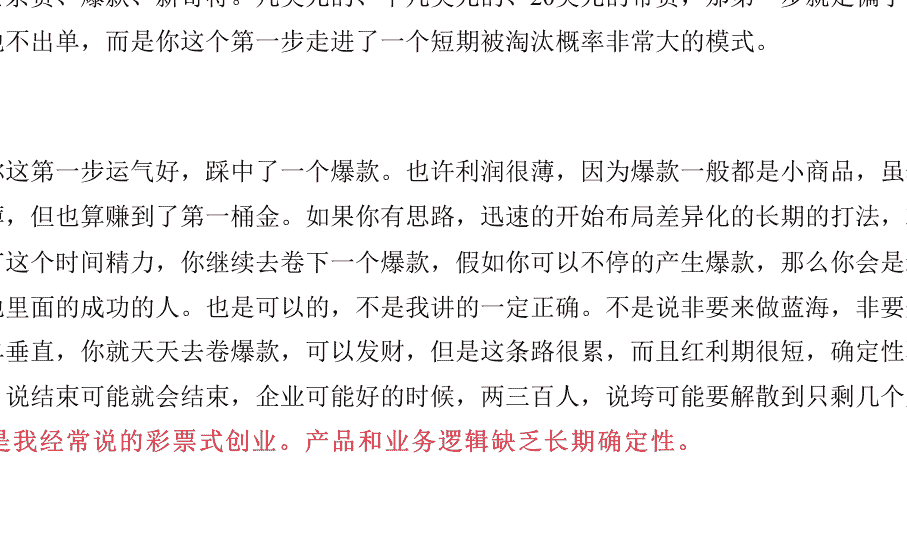 杂货、爆款、新奇特。几美元的、十几美元的、20美元的带货，那第一步就是偏了
不出单，而是你这个第一步走进了一个短期被淘汰概率非常大的模式。
你这第一步运气好，踩中了一个爆款。也许利润很薄，因为爆款一般都是小商品，虽
，但也算赚到了第一桶金。如果你有思路，迅速的开始布局差异化的长期的打法，
这个时间精力，你继续去卷下一个爆款，假如你可以不停的产生爆款，那么你会是
里面的成功的人。也是可以的，不是我讲的一定正确。不是说非要来做蓝海，非要
垂直，你就天天去卷爆款，可以发财，但是这条路很累，而且红利期很短，确定性
，说结束可能就会结束，企业可能好的时候，两三百人，说垮可能要解散到只剩几个
是我经常说的彩票式创业。产品和业务逻辑缺乏长期确定性。